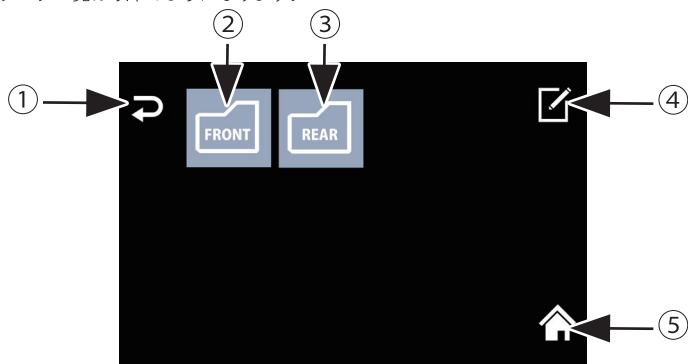 ② ③
①
FRONT REAR
④
⑤